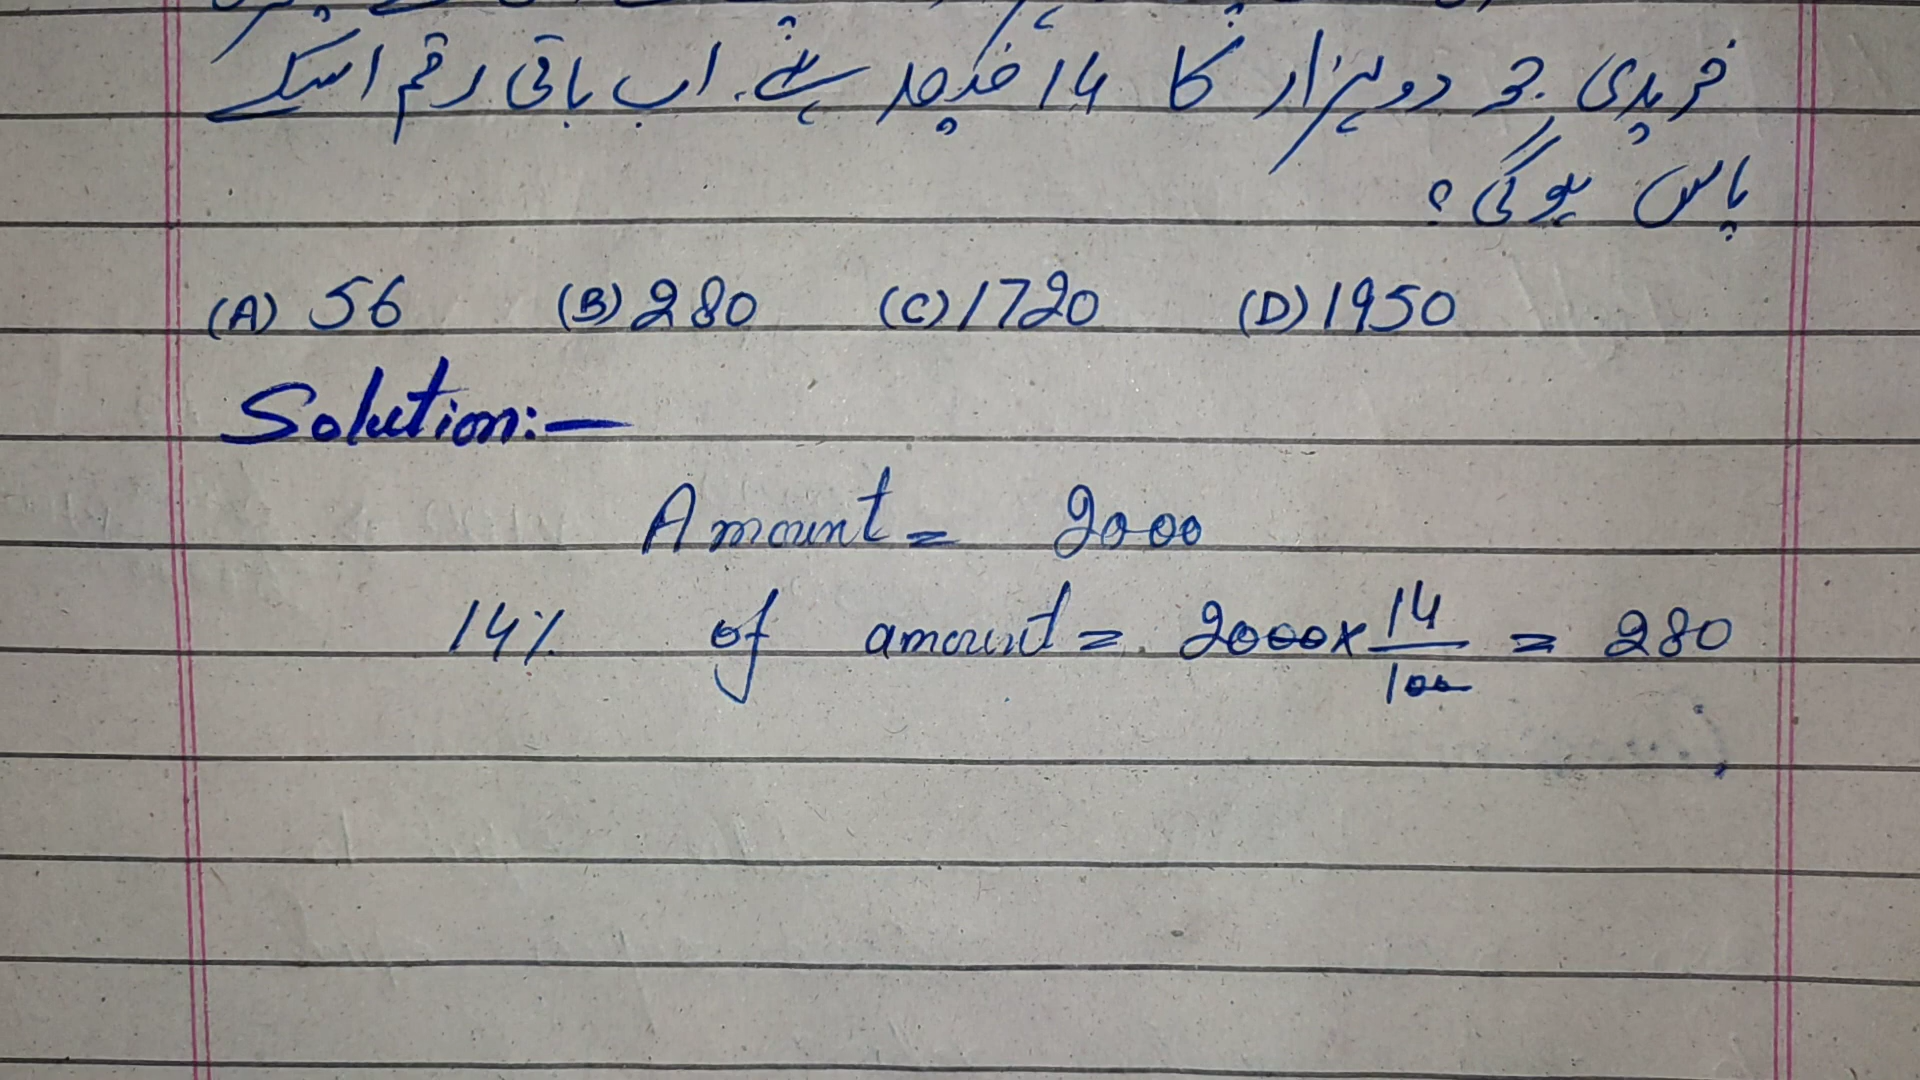 خریدی جو دو ہزار کا ۱۴ فیصد ہے۔ اب باقی رقم اسکے
پاس ہوگی؟
(A) 56 (B) 280 (C) 1720 (D) 1950
Solution:—
Amount = 2000
14% of amount = 2000 x 14/100 = 280